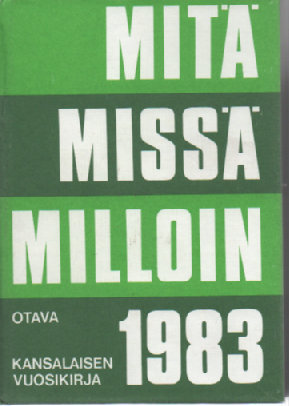 MITÄ
MISSÄ
MILLOIN
OTAVA
1983
KANSALAISEN
VUOSIKIRJA